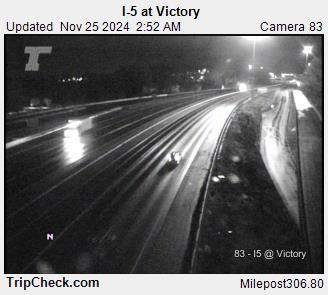 I-5 at Victory
Updated Nov 25 2024 2:52 AM Camera 83
T
N
83 - I5 @ Victory
TripCheck.com Milepost306.80